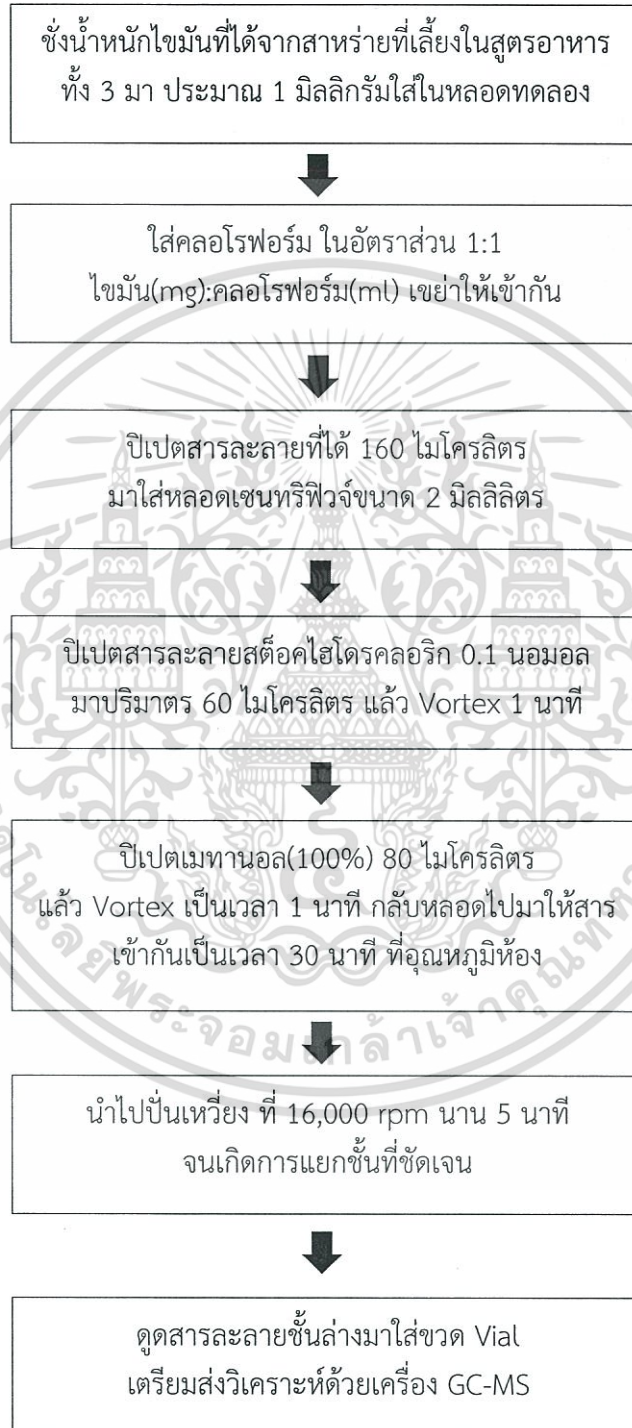 ชั่งน้ำหนักไขมันที่ได้จากสาหร่ายที่เลี้ยงในสูตรอาหาร
ทั้ง 3 มา ประมาณ 1 มิลลิกรัมใส่ในหลอดทดลอง
ใส่คลอโรฟอร์ม ในอัตราส่วน 1:1
ไขมัน(mg):คลอโรฟอร์ม(ml) เขย่าให้เข้ากัน
ปิเปตสารละลายที่ได้ 160 ไมโครลิตร
มาใส่หลอดเซนทริฟิวจ์ขนาด 2 มิลลิลิตร
ปิเปตสารละลายสต็อคไฮโดรคลอริก 0.1 นอมอล
มาปริมาตร 60 ไมโครลิตร แล้ว Vortex 1 นาที
ปิเปตเมทานอล(100%) 80 ไมโครลิตร
แล้ว Vortex เป็นเวลา 1 นาที กลับหลอดไปมาให้สาร
เข้ากันเป็นเวลา 30 นาที ที่อุณหภูมิห้อง
นำไปปั่นเหวี่ยง ที่ 16,000 rpm นาน 5 นาที
จนเกิดการแยกชั้นที่ชัดเจน
ดูดสารละลายชั้นล่างมาใส่ขวด Vial
เตรียมส่งวิเคราะห์ด้วยเครื่อง GC-MS